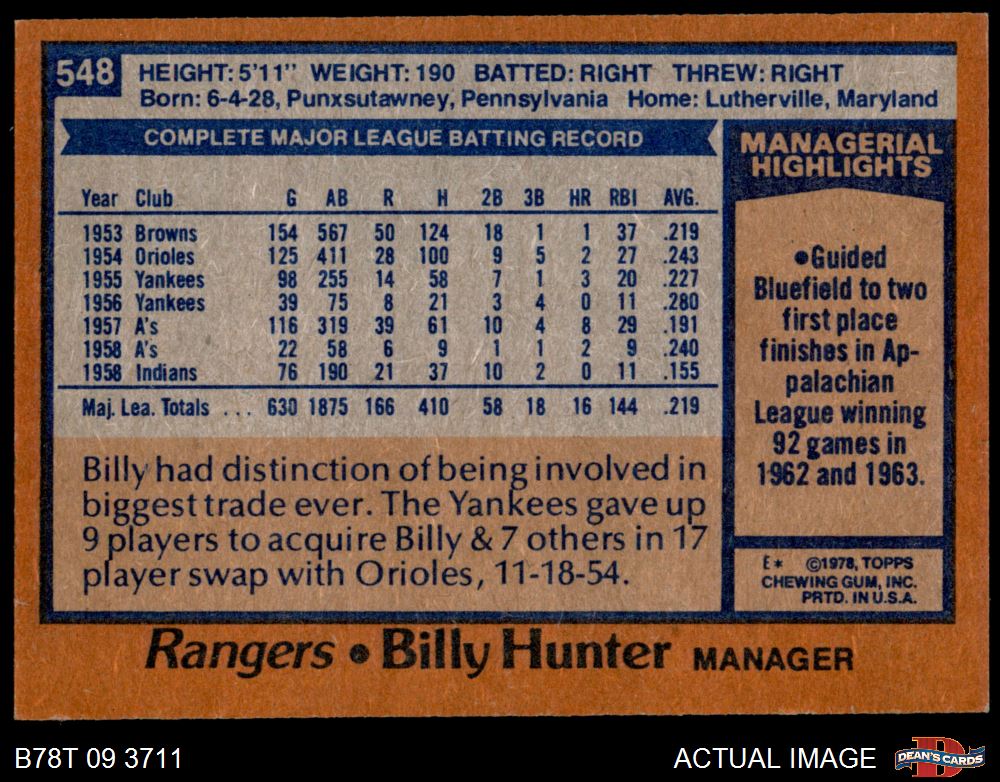 548
HEIGHT: 5'11" WEIGHT: 190 BATTED: RIGHT THREW: RIGHT
Born: 6-4-28, Punxsutawney, Pennsylvania Home: Lutherville, Maryland
COMPLETE MAJOR LEAGUE BATTING RECORD
Year Club G AB R H 2B 3B HR RBI AVG.
1953 Browns 154 567 50 124 18 1 1 37 .219
1954 Orioles 125 411 28 100 9 5 2 27 .243
1955 Yankees 98 255 14 58 7 1 3 20 .227
1956 Yankees 39 75 8 21 3 4 0 11 .280
1957 A's 116 319 39 61 10 4 8 29 .191
1958 A's 22 58 6 9 1 1 2 9 .240
1958 Indians 76 190 21 37 10 2 0 11 .155
Maj. Lea. Totals ... 630 1875 166 410 58 18 16 144 .219
Billy had distinction of being involved in
biggest trade ever. The Yankees gave up
9 players to acquire Billy & 7 others in 17
player swap with Orioles, 11-18-54.
MANAGERIAL
HIGHLIGHTS
•Guided
Bluefield to two
first place
finishes in Ap-
palachian
League winning
92 games in
1962 and 1963.
E* ©1978, TOPPS
CHEWING GUM, INC.
PRTD. IN U.S.A.
Rangers • Billy Hunter MANAGER
B78T 09 3711 ACTUAL IMAGE
DEAN'S CARDS